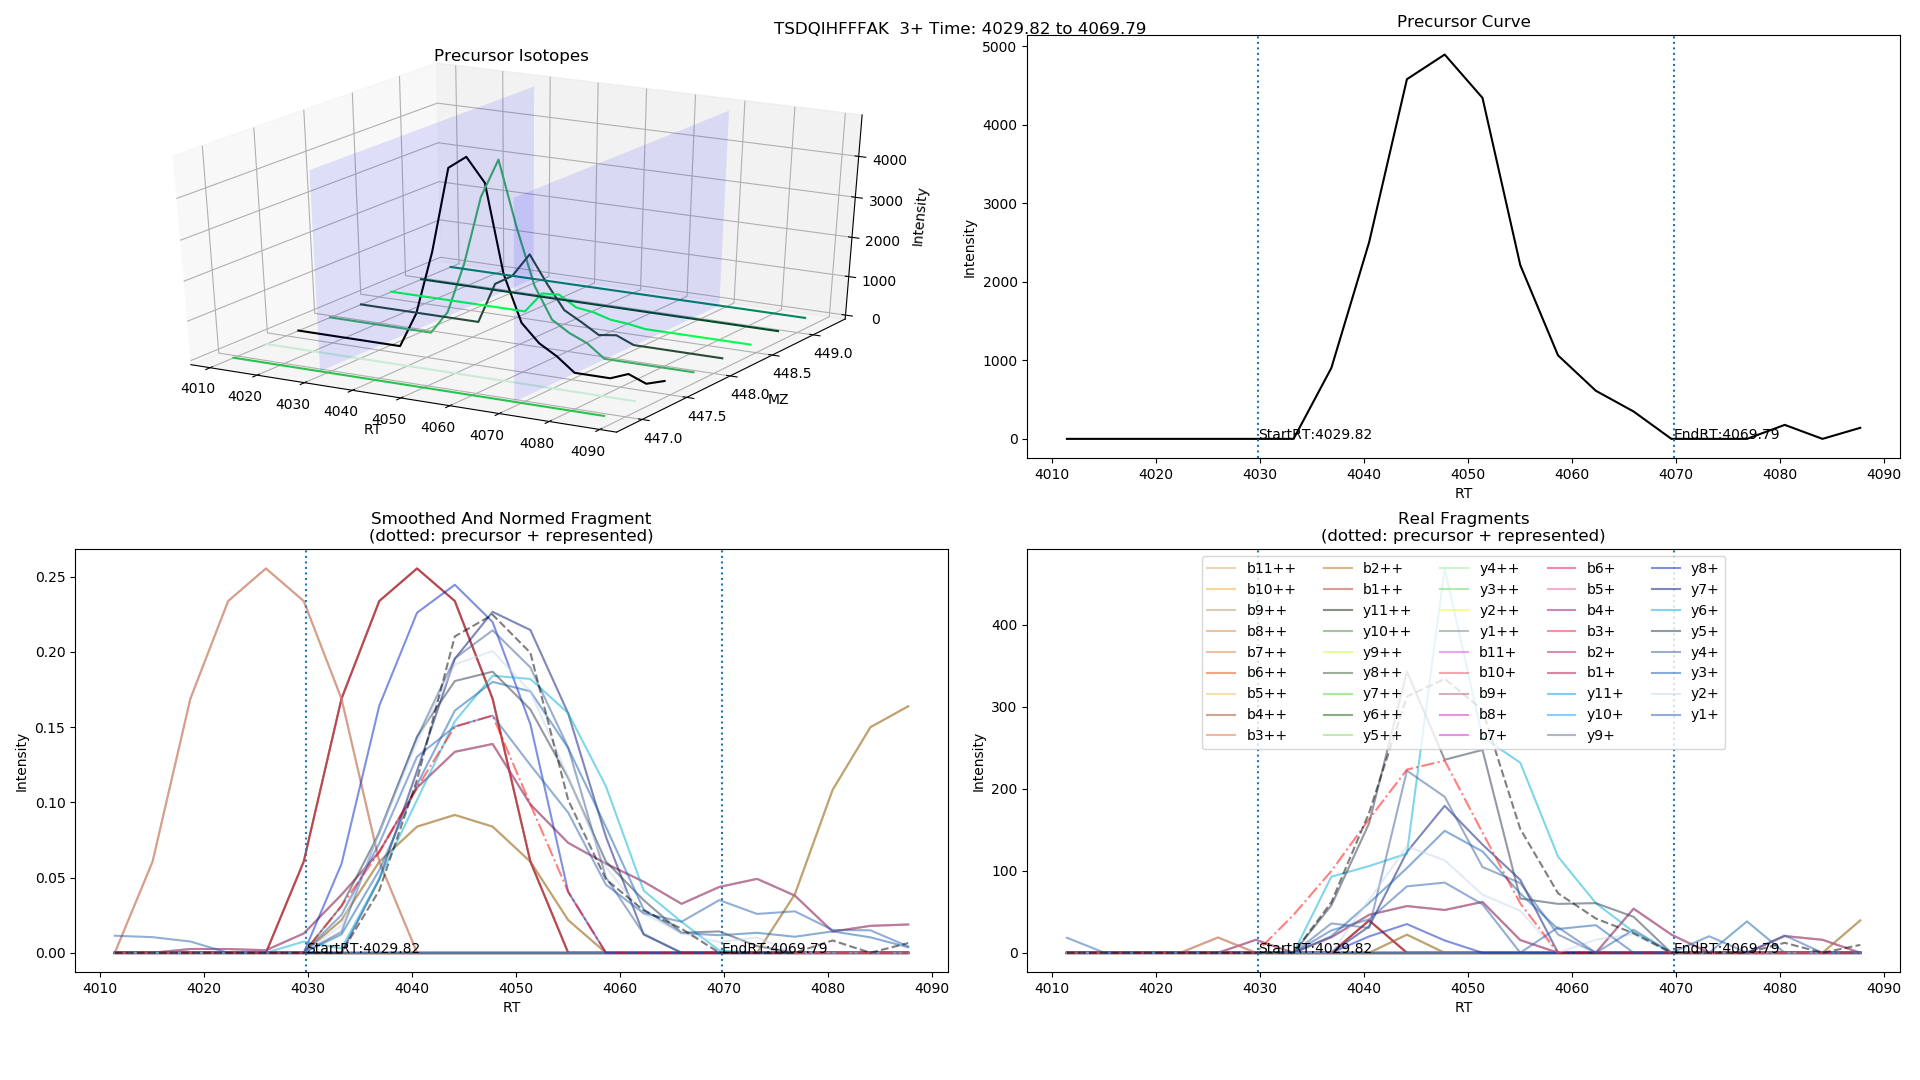 TSDQIHFFFAK  3+ Time: 4029.82 to 4069.79
Precursor Isotopes
4000
3000
2000
1000
0
Intensity
449.0
448.5
448.0
447.5
447.0
MZ
4010
4020
4030
4040
4050
4060
4070
4080
4090
RT
Precursor Curve
5000
4000
3000
2000
1000
0
Intensity
StartRT:4029.82
EndRT:4069.79
4010 4020 4030 4040 4050 4060 4070 4080 4090
RT
Smoothed And Normed Fragment
(dotted: precursor + represented)
0.25
0.20
0.15
0.10
0.05
0.00
Intensity
StartRT:4029.82
EndRT:4069.79
4010 4020 4030 4040 4050 4060 4070 4080 4090
RT
Real Fragments
(dotted: precursor + represented)
b11++ b2++ y4++ b6+ y8+
b10++ b1++ y3++ b5+ y7+
b9++ y11++ y2++ b4+ y6+
b8++ y10++ y1++ b3+ y5+
b7++ y9++ b11+ b2+ y4+
b6++ y8++ b10+ b1+ y3+
b5++ y7++ b9+ y11+ y2+
b4++ y6++ b8+ y10+ y1+
b3++ y5++ b7+ y9+
400
300
200
100
0
Intensity
StartRT:4029.82
EndRT:4069.79
4010 4020 4030 4040 4050 4060 4070 4080 4090
RT